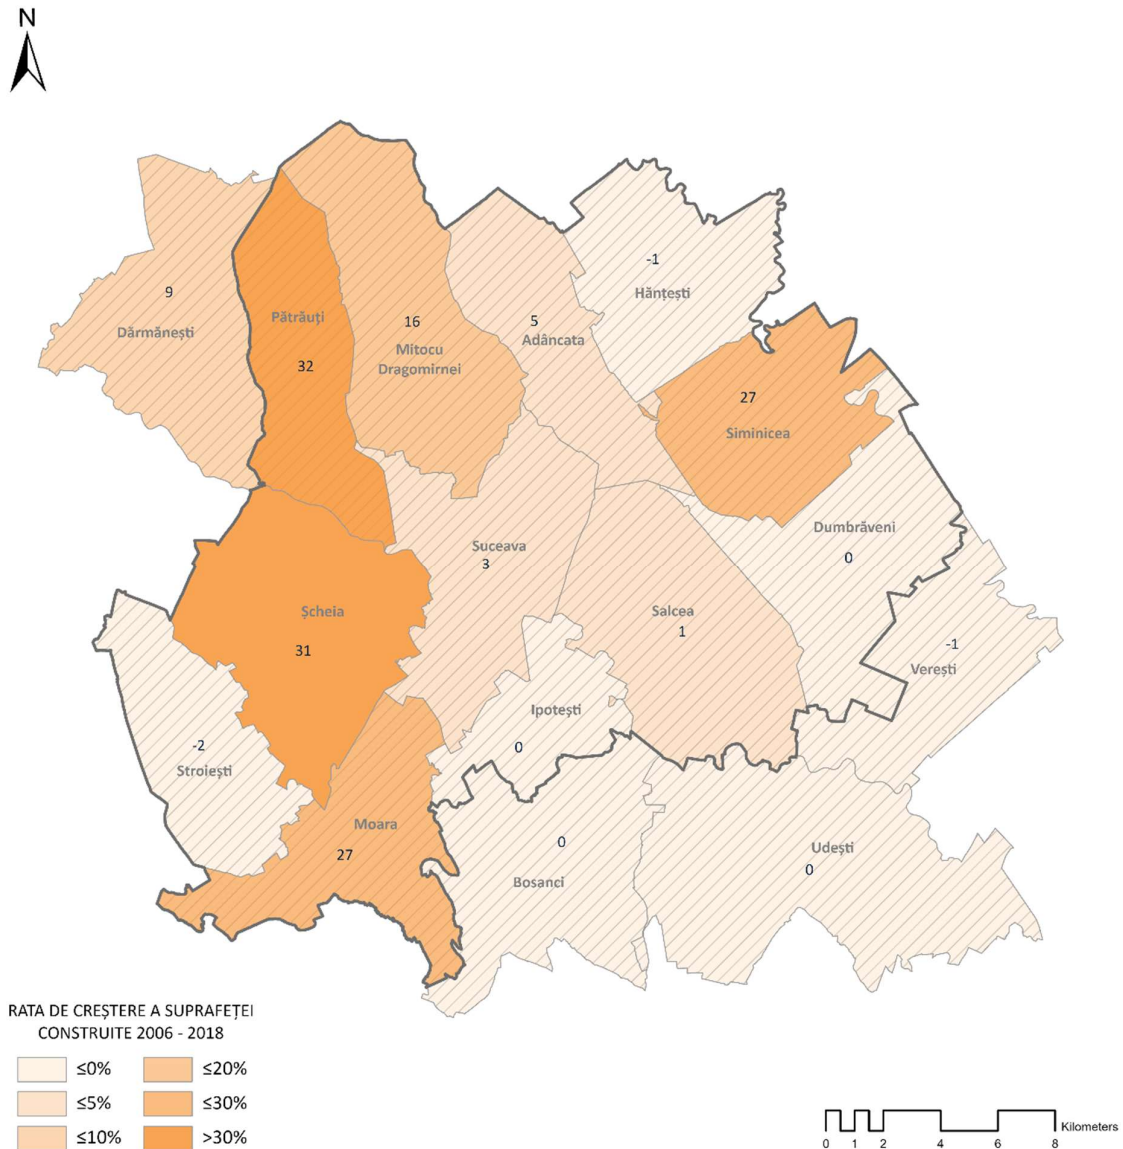 N
-1
Hănțești
9
Dărmănești
Pătrăuți
32
16
Mitocu
Dragomirnei
5
Adâncata
27
Siminicea
Dumbrăveni
0
Suceava
3
Șcheia
31
Salcea
1
-1
Verești
Ipotești
0
-2
Stroiești
Moara
27
0
Bosanci
Udești
0
RATA DE CREȘTERE A SUPRAFEȚEI
CONSTRUITE 2006 - 2018
≤0%
≤20%
≤5%
≤30%
≤10%
>30%
Kilometers
0 1 2 4 6 8